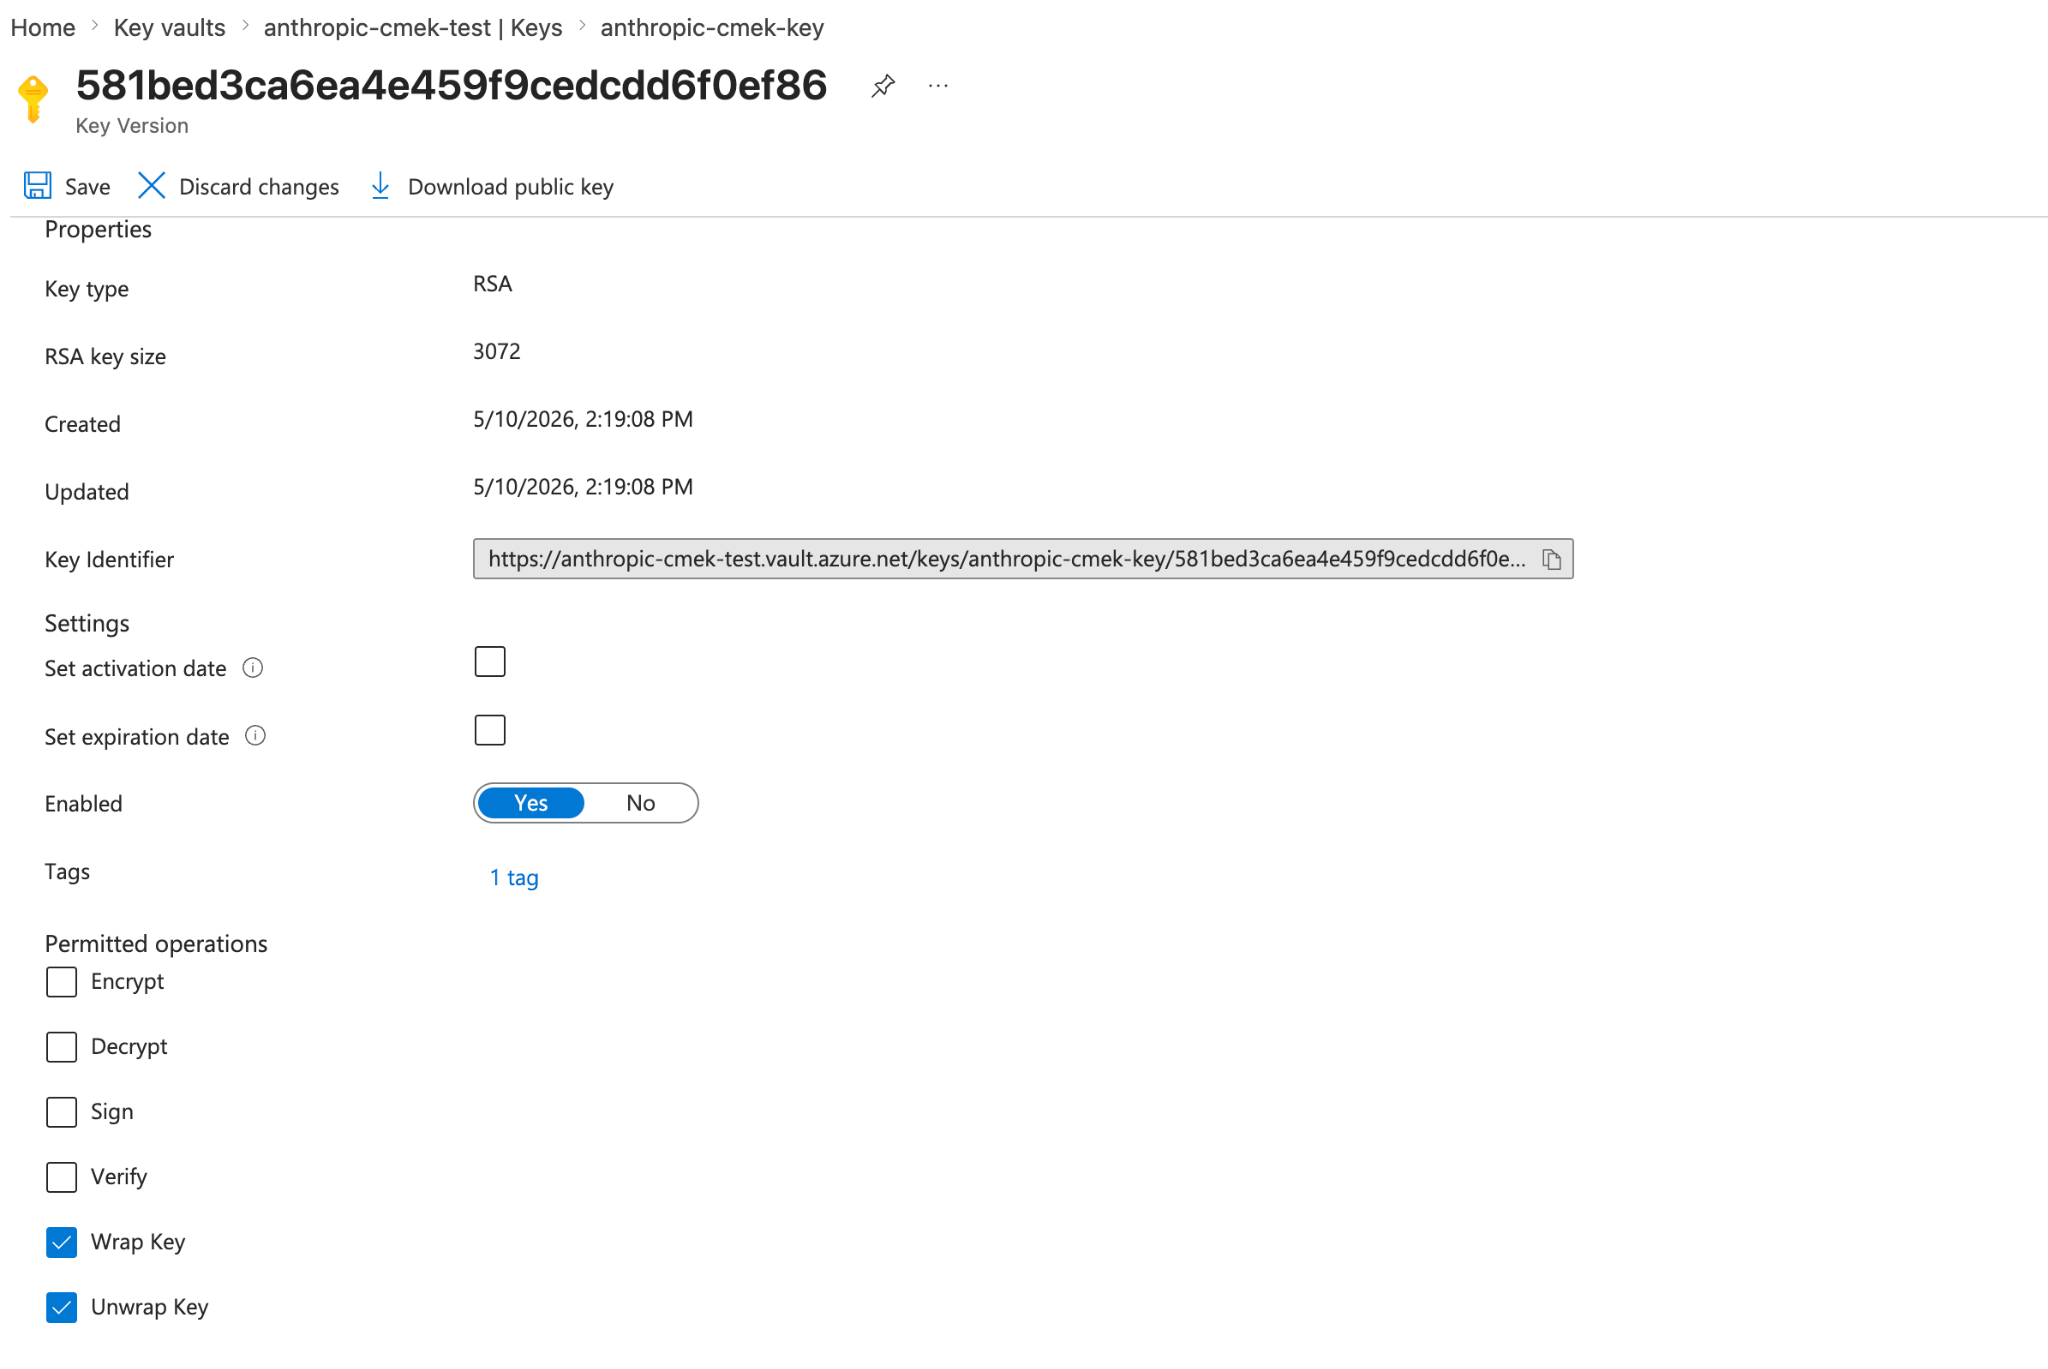 Home > Key vaults > anthropic-cmek-test | Keys > anthropic-cmek-key
581bed3ca6ea4e459f9cedcdd6f0ef86 ...
Key Version
Save Discard changes Download public key
Properties
Key type RSA
RSA key size 3072
Created 5/10/2026, 2:19:08 PM
Updated 5/10/2026, 2:19:08 PM
Key Identifier https://anthropic-cmek-test.vault.azure.net/keys/anthropic-cmek-key/581bed3ca6ea4e459f9cedcdd6f0e...
Settings
Set activation date
Set expiration date
Enabled Yes No
Tags 1 tag
Permitted operations
Encrypt
Decrypt
Sign
Verify
Wrap Key
Unwrap Key